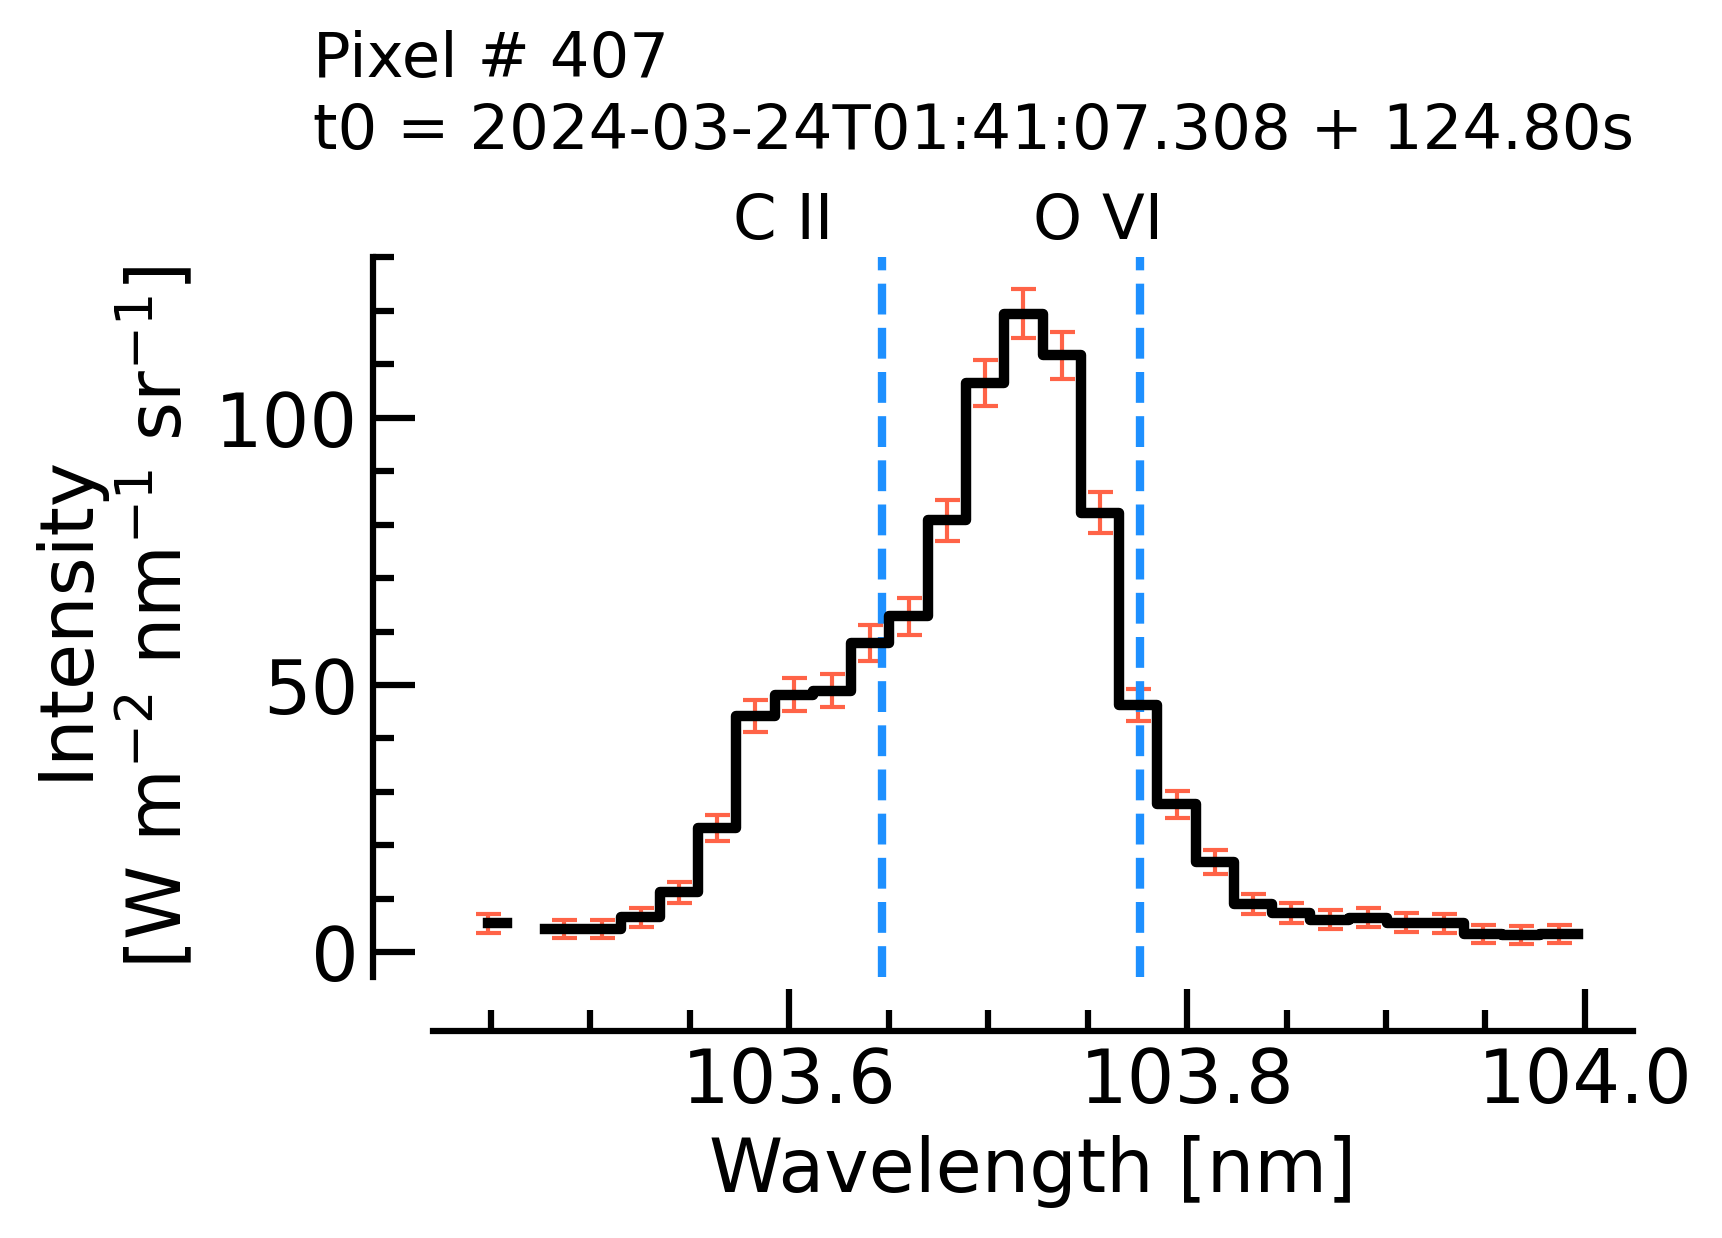 Pixel # 407
t0 = 2024-03-24T01:41:07.308 + 124.80s
C II
O VI
Intensity
[W m⁻² nm⁻¹ sr⁻¹]
100
50
0
103.6
103.8
104.0
Wavelength [nm]